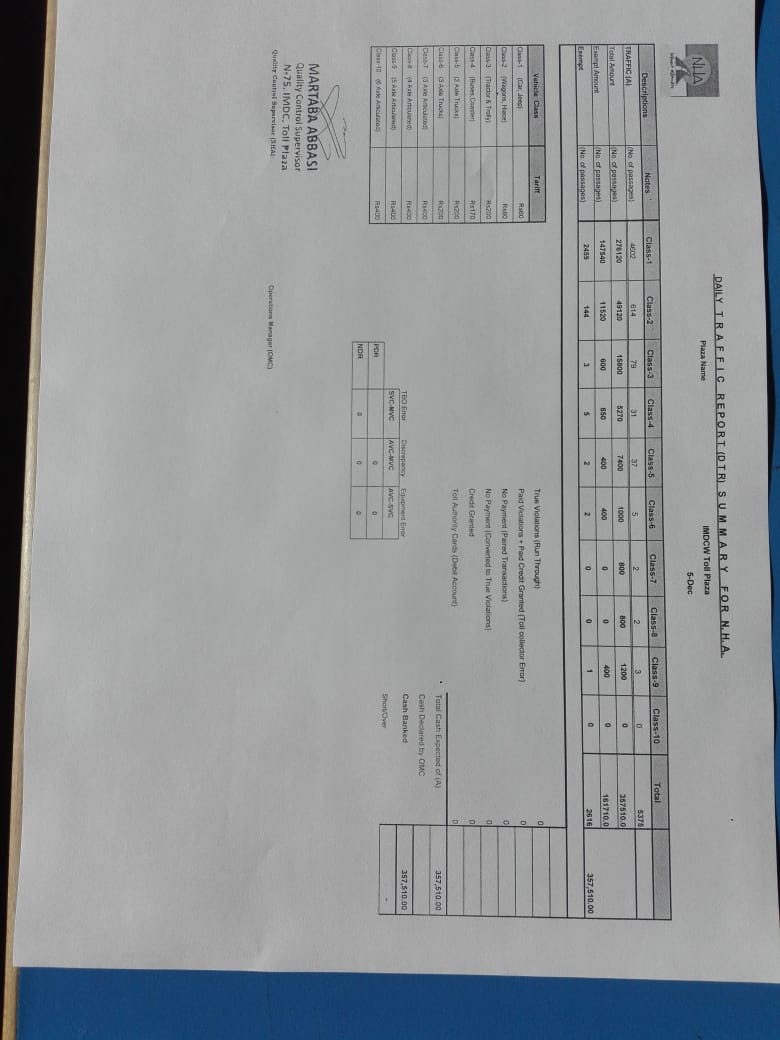 NHA
DAILY TRAFFIC REPORT (DTR) SUMMARY FOR N.H.A.
Plaza Name IMDCW Toll Plaza
5-Dec
Descriptions Notes Class-1 Class-2 Class-3 Class-4 Class-5 Class-6 Class-7 Class-8 Class-9 Class-10 Total
TRAFFIC (A) (No. of passages) 4602 614 79 31 37 5 2 2 3 0 5375
Total Amount (No. of passages) 276120 49120 15800 5270 7400 1000 800 800 1200 0 357510.0
Exempt Amount (No. of passages) 147540 11520 600 850 400 400 0 0 400 0 161710.0
Exempt (No. of passages) 2459 144 3 5 2 2 0 0 1 0 2616 357,510.00
Vehicle Class Tariff
Class-1 (Car, Jeep) Rs60
Class-2 (Wagons, Hiace) Rs80
Class-3 (Tractor & Trolly) Rs200
Class-4 (Buses, Coaster) Rs170
Class-5 (2 Axle Trucks) Rs200
Class-6 (3 Axle Trucks) Rs200
Class-7 (3 Axle Articulated) Rs400
Class-8 (4 Axle Articulated) Rs400
Class-9 (5 Axle Articulated) Rs400
Class-10 (6 Axle Articulated) Rs400
True Violations (Run Through) 0
Paid Violations + Paid Credit Granted (Toll collector Error) 0
No Payment (Paired Transactions) 0
No Payment (Converted to True Violations) 0
Credit Granted 0
Toll Authority Cards (Debit Account) 0
Total Cash Expected of (A) 357,510.00
Cash Declared by OMC
Cash Banked 357,510.00
Short/Over -
TBO Error Discrepancy Equipment Error
SVC-MVC AVC-MVC AVC-SVC
PDR 0 0
NDR 0 0 0
MARTABA ABBASI
Quality Control Supervisor
N-75, IMDC, Toll Plaza
Quality Control Supervisor (NHA) Operations Manager (OMC)